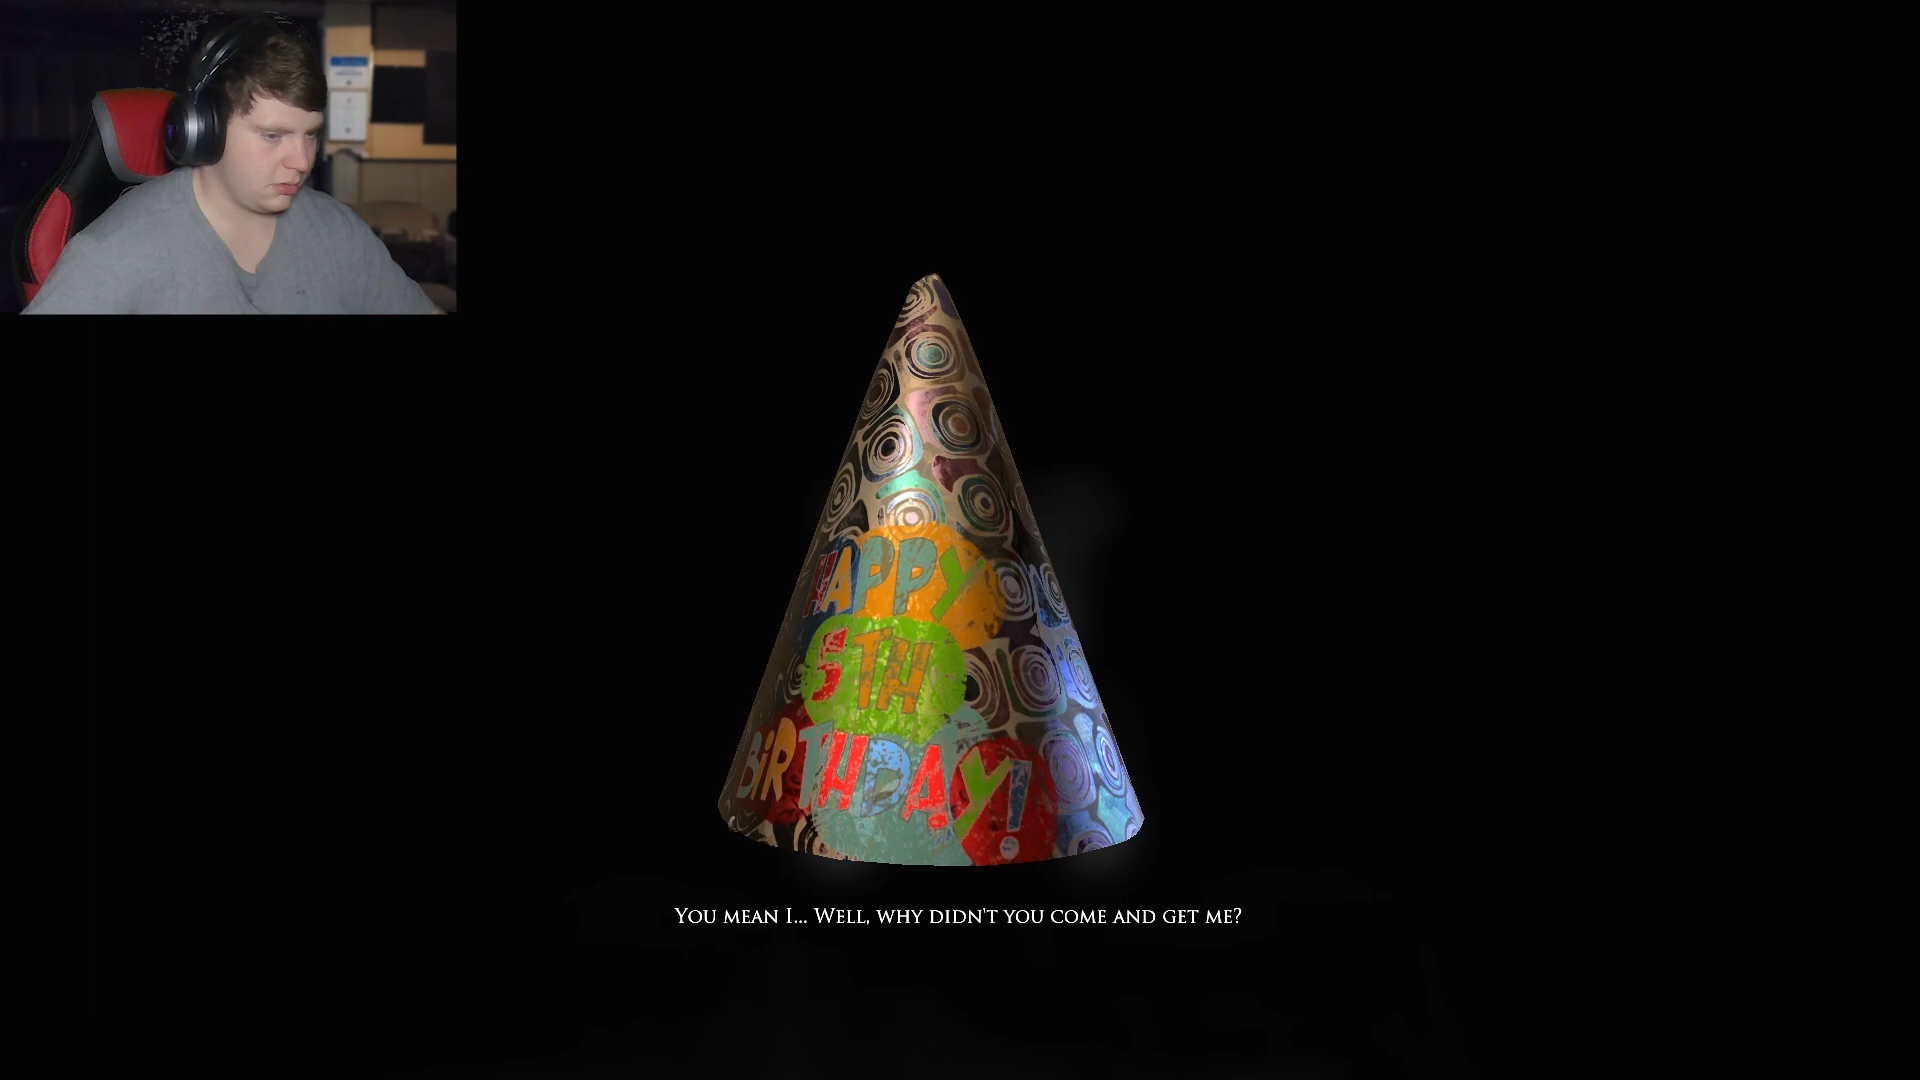 HAPPY
5TH
BIRTHDAY!
You mean I... Well, why didn't you come and get me?